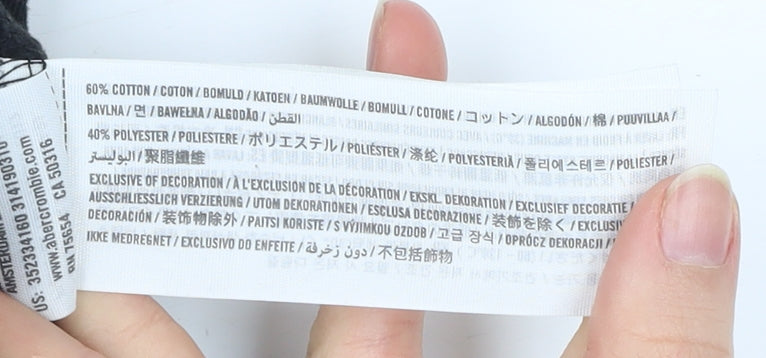 60% COTTON / COTON / BOMULD / KATOEN / BAUMWOLLE / BOMULL / COTONE / コットン / ALGODÓN / 棉 / PUUVILLAA /
BAVLNA / 면 / BAWEŁNA / ALGODÃO / القطن
40% POLYESTER / POLIESTERE / ポリエステル / POLIÉSTER / 涤纶 / POLYESTERIÄ / 폴리에스테르 / POLIESTER /
البوليستر / 聚脂纖維
EXCLUSIVE OF DECORATION / À L'EXCLUSION DE LA DÉCORATION / EKSKL. DEKORATION / EXCLUSIEF DECORATIE /
AUSSCHLIESSLICH VERZIERUNG / UTOM DEKORATIONEN / ESCLUSA DECORAZIONE / 装飾を除く /
DECORACIÓN / 装饰物除外 / PAITSI KORISTE / S VÝJIMKOU OZDOB / 고급 장식 / OPRÓCZ DEKORACJI /
IKKE MEDREGNET / EXCLUSIVO DO ENFEITE / دون زخرفة / 不包括飾物
US: 352334160 314190310
www.abercrombie.com
RN 75654 CA 50316